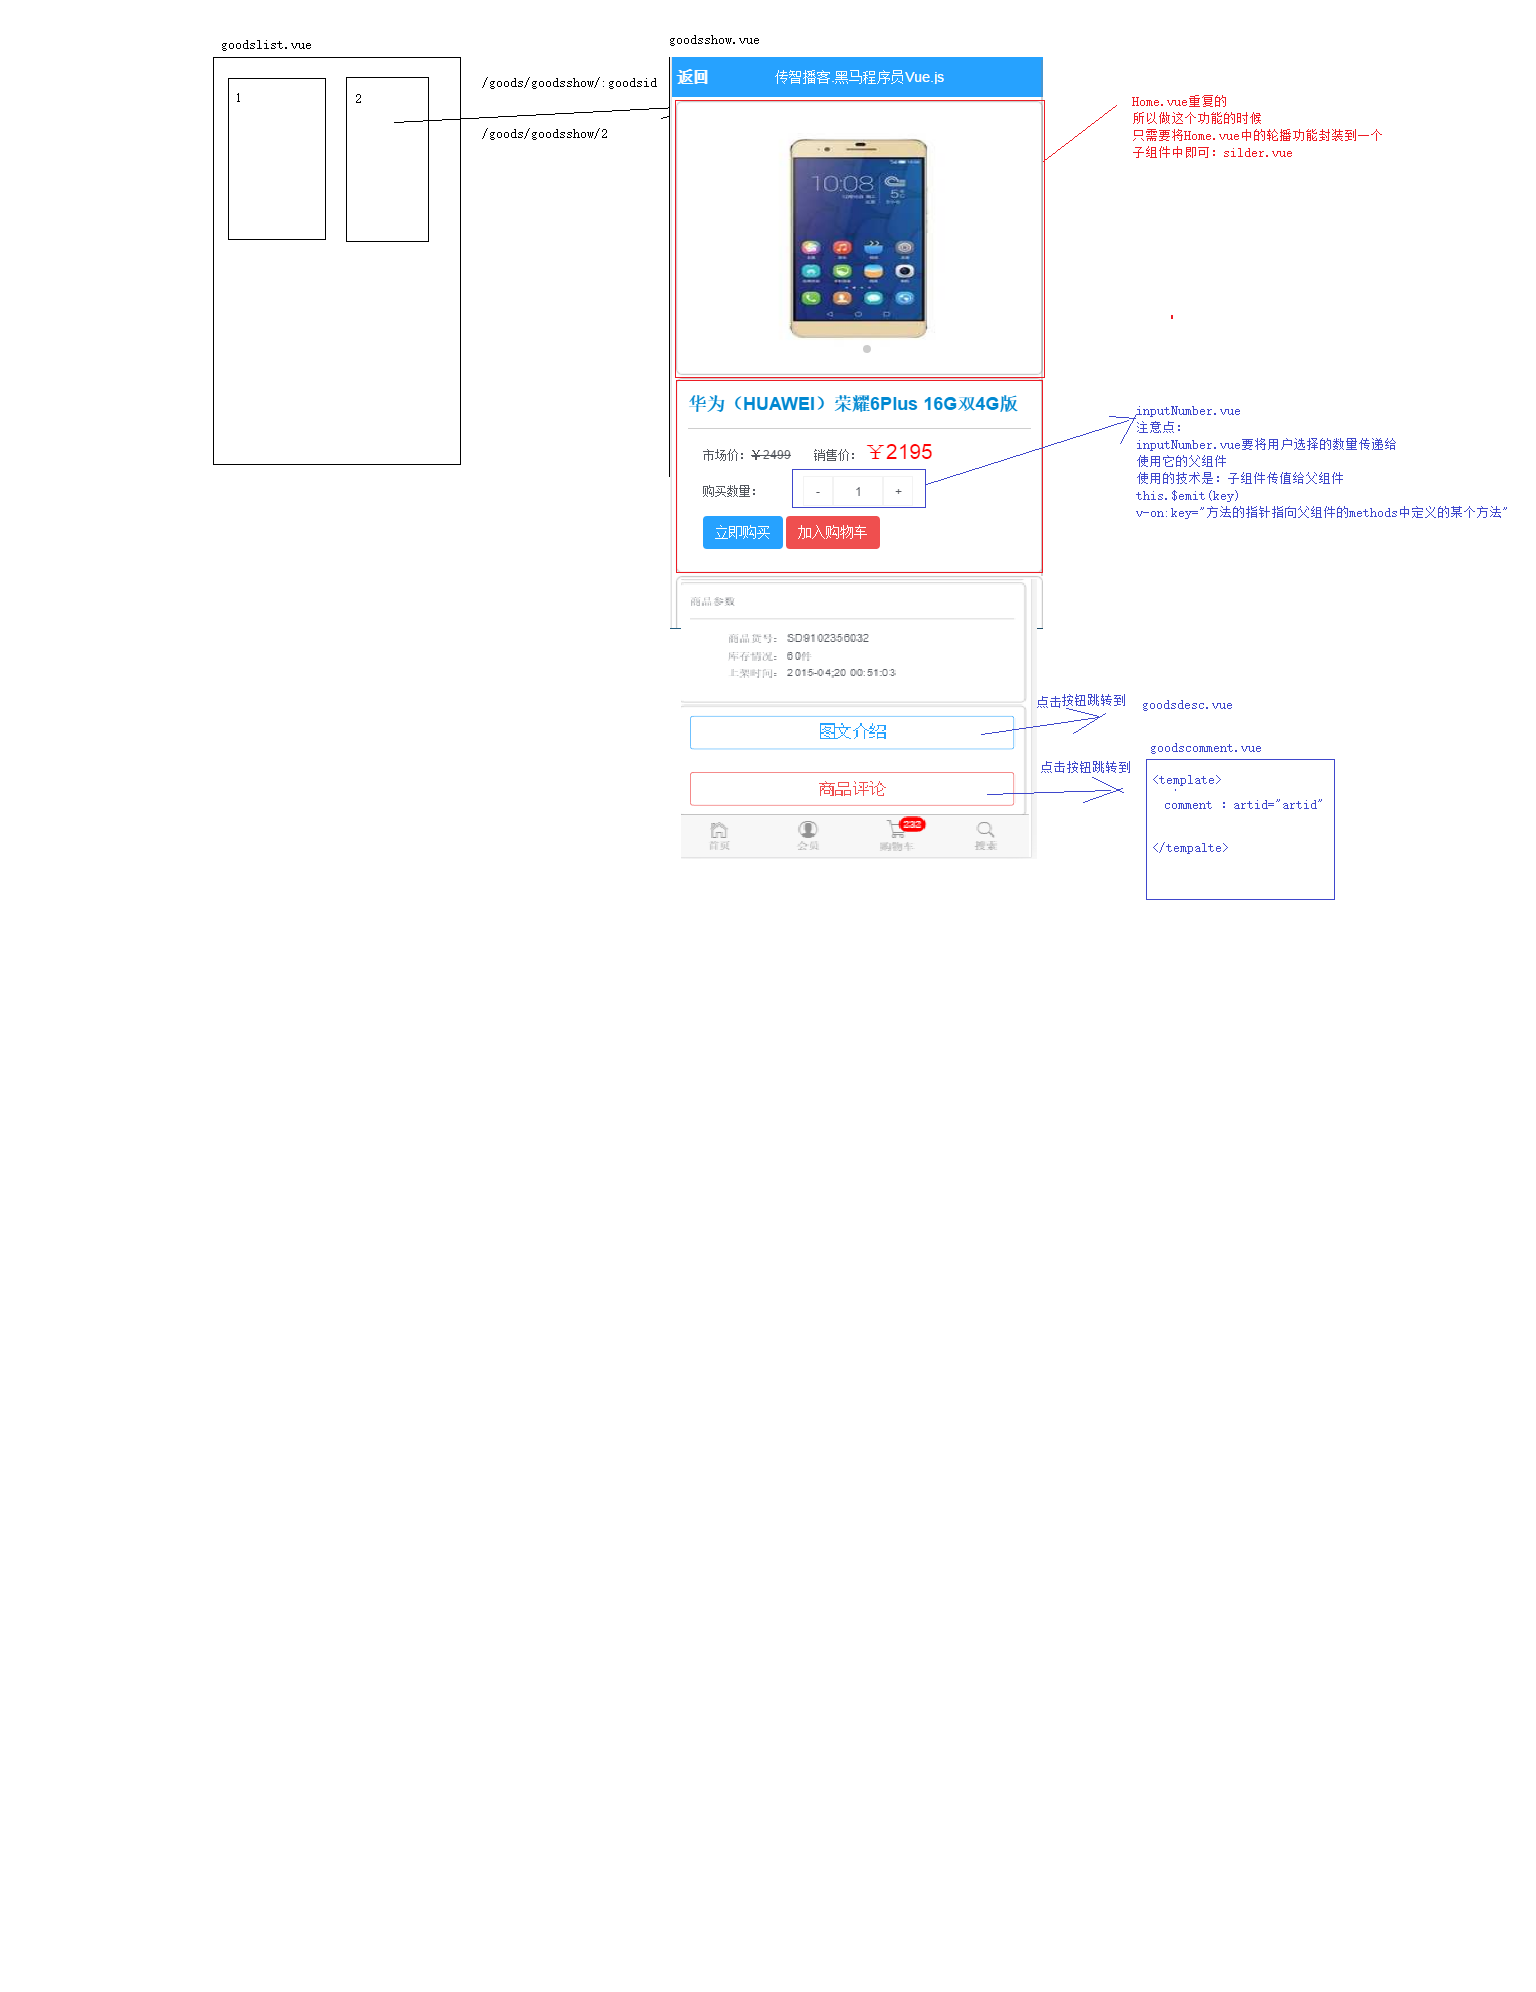 goodslist.vue
1
2
/goods/goodsshow/:goodsid
/goods/goodsshow/2
goodsshow.vue
返回
传智播客.黑马程序员Vue.js
10:08
Home.vue重复的
所以做这个功能的时候
只需要将Home.vue中的轮播功能封装到一个
子组件中即可：silder.vue
华为（HUAWEI）荣耀6Plus 16G双4G版
市场价：￥2499 销售价：￥2195
购买数量：
- 1 +
立即购买 加入购物车
inputNumber.vue
注意点：
inputNumber.vue要将用户选择的数量传递给
使用它的父组件
使用的技术是：子组件传值给父组件
this.$emit(key)
v-on:key="方法的指针指向父组件的methods中定义的某个方法"
商品参数
商品货号： SD9102356032
库存情况： 60件
上架时间： 2015-04;20 00:51:03
图文介绍
点击按钮跳转到
goodsdesc.vue
商品评论
点击按钮跳转到
goodscomment.vue
<template>
comment : artid="artid"
</tempalte>
232
首页 会员 购物车 搜索